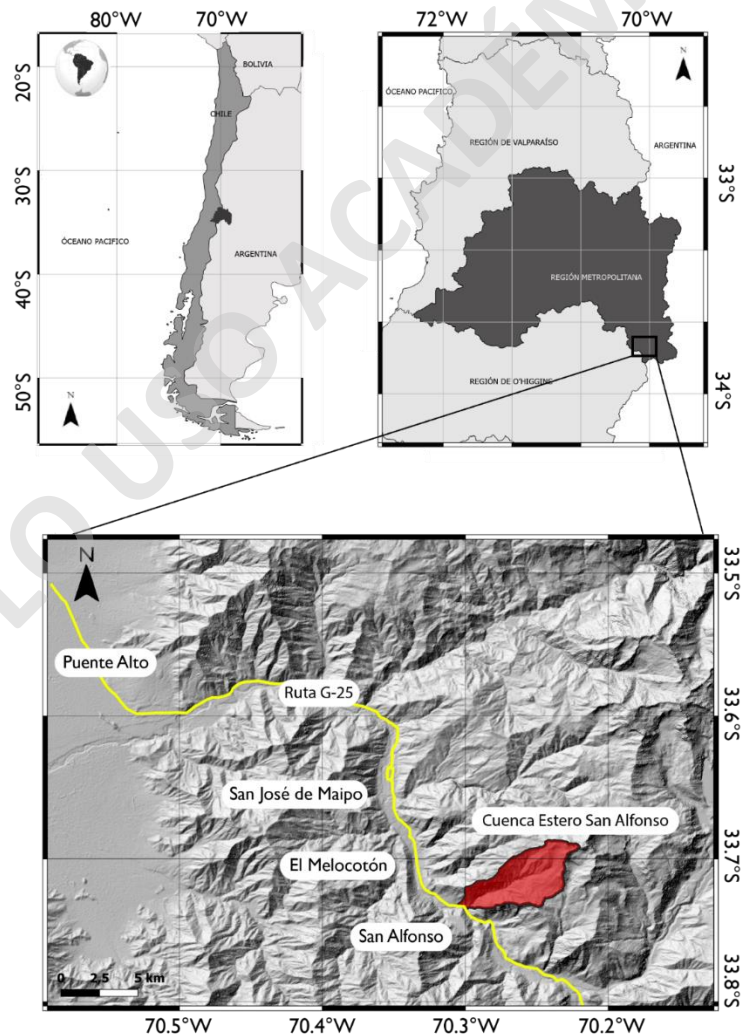 80°W 70°W
20°S
30°S
40°S
50°S
BOLIVIA
CHILE
ÓCEANO PACIFICO
ARGENTINA
N
72°W 70°W
33°S
34°S
N
ÓCEANO PACIFICO
REGIÓN DE VALPARAÍSO
ARGENTINA
REGIÓN METROPOLITANA
REGIÓN DE O'HIGGINS
LO USO ACADÉM
N
Puente Alto
Ruta G-25
San José de Maipo
Cuenca Estero San Alfonso
El Melocotón
San Alfonso
0 2,5 5 km
33.5°S
33.6°S
33.7°S
33.8°S
70.5°W 70.4°W 70.3°W 70.2°W